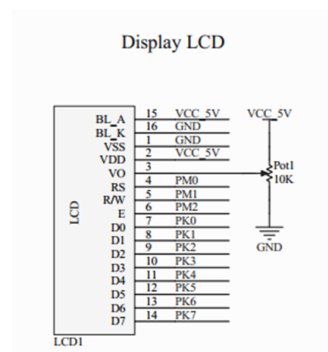 Display LCD
BL_A 15 VCC_5V VCC_5V
BL_K 16 GND
VSS 1 GND
VDD 2 VCC_5V
VO 3 Pot1
RS 4 PM0 10K
R/W 5 PM1
E 6 PM2
D0 7 PK0
D1 8 PK1
D2 9 PK2 GND
D3 10 PK3
D4 11 PK4
D5 12 PK5
D6 13 PK6
D7 14 PK7
LCD
LCD1